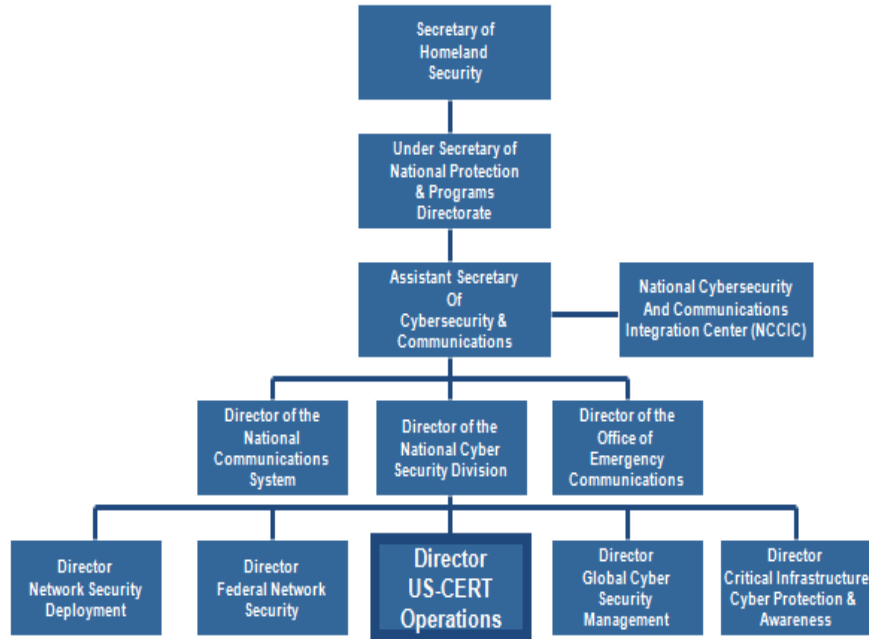 Secretary of
Homeland
Security
Under Secretary of
National Protection
& Programs
Directorate
Assistant Secretary
Of
Cybersecurity &
Communications
National Cybersecurity
And Communications
Integration Center (NCCIC)
Director of the
National
Communications
System
Director of the
National Cyber
Security Division
Director of the
Office of
Emergency
Communications
Director
Network Security
Deployment
Director
Federal Network
Security
Director
US-CERT
Operations
Director
Global Cyber
Security
Management
Director
Critical Infrastructure
Cyber Protection &
Awareness